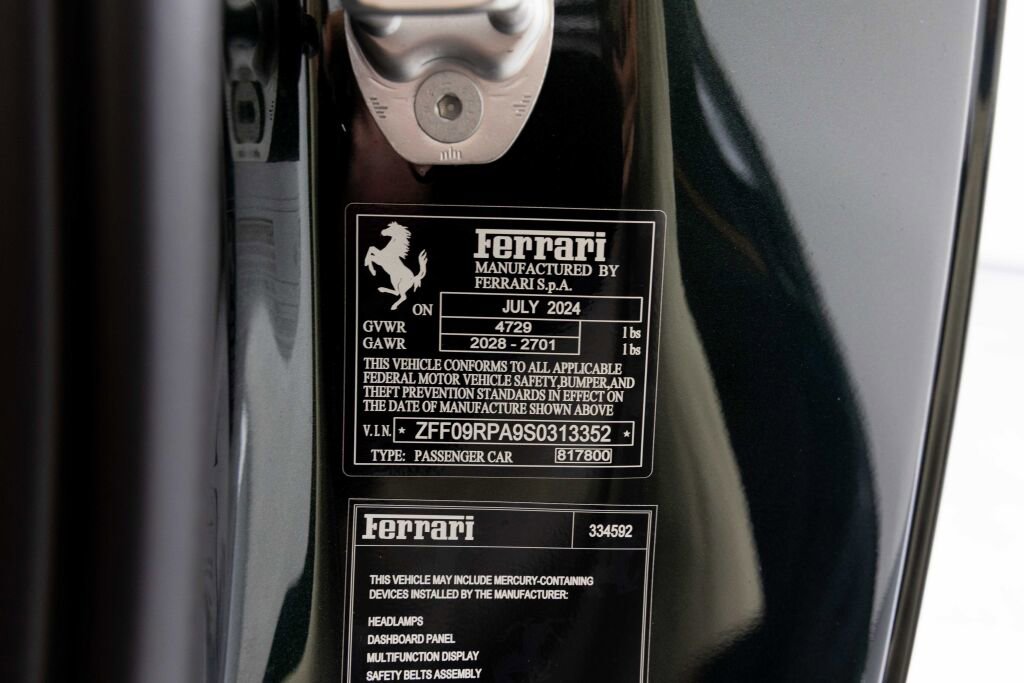 Ferrari
MANUFACTURED BY
FERRARI S.p.A.
ON JULY 2024
GVWR 4729 lbs
GAWR 2028 - 2701 lbs
THIS VEHICLE CONFORMS TO ALL APPLICABLE
FEDERAL MOTOR VEHICLE SAFETY,BUMPER,AND
THEFT PREVENTION STANDARDS IN EFFECT ON
THE DATE OF MANUFACTURE SHOWN ABOVE
V.I.N. * ZFF09RPA9S0313352 *
TYPE: PASSENGER CAR 817800
Ferrari 334592
THIS VEHICLE MAY INCLUDE MERCURY-CONTAINING
DEVICES INSTALLED BY THE MANUFACTURER:
HEADLAMPS
DASHBOARD PANEL
MULTIFUNCTION DISPLAY
SAFETY BELTS ASSEMBLY